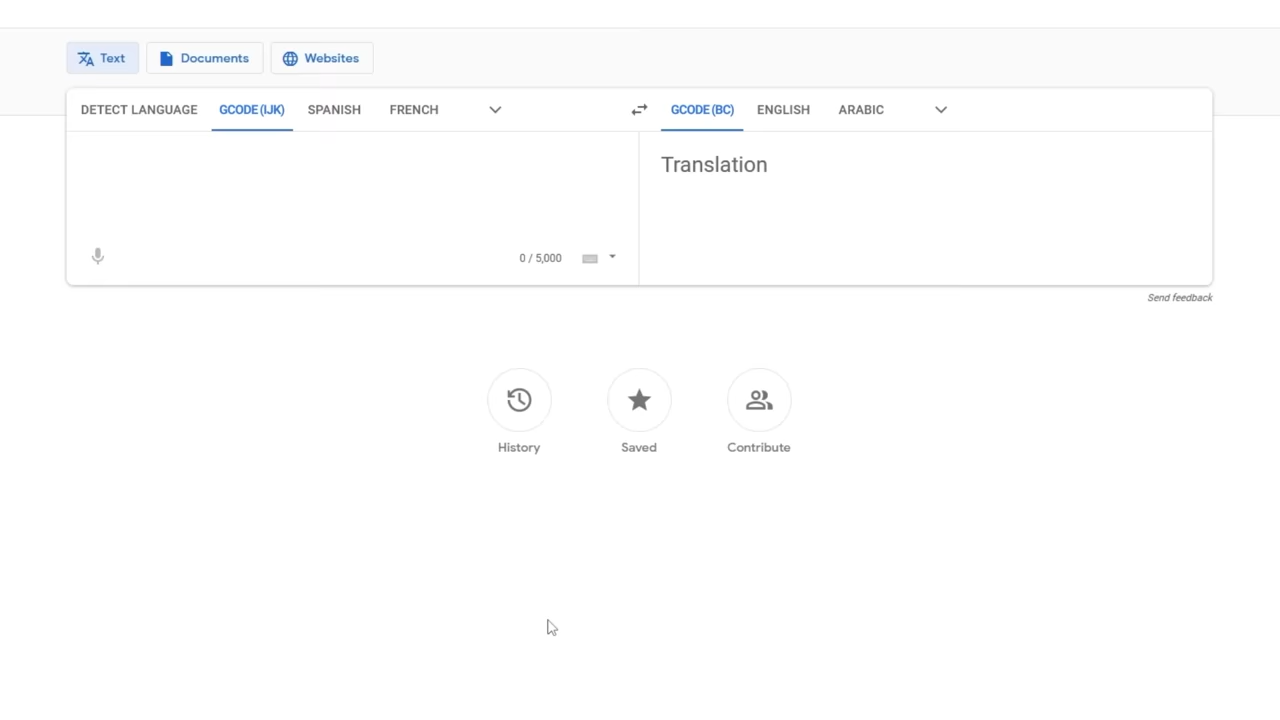 Text Documents Websites
DETECT LANGUAGE GCODE(IJK) SPANISH FRENCH GCODE(BC) ENGLISH ARABIC
Translation
0 / 5,000
Send feedback
History Saved Contribute